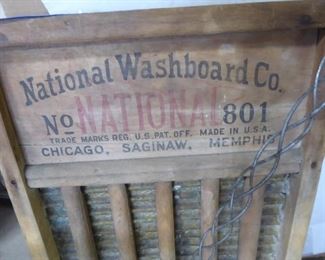 National Washboard Co.
No NATIONAL 801
TRADE MARKS REG. U.S. PAT. OFF. MADE IN U.S.A.
CHICAGO, SAGINAW, MEMPHIS